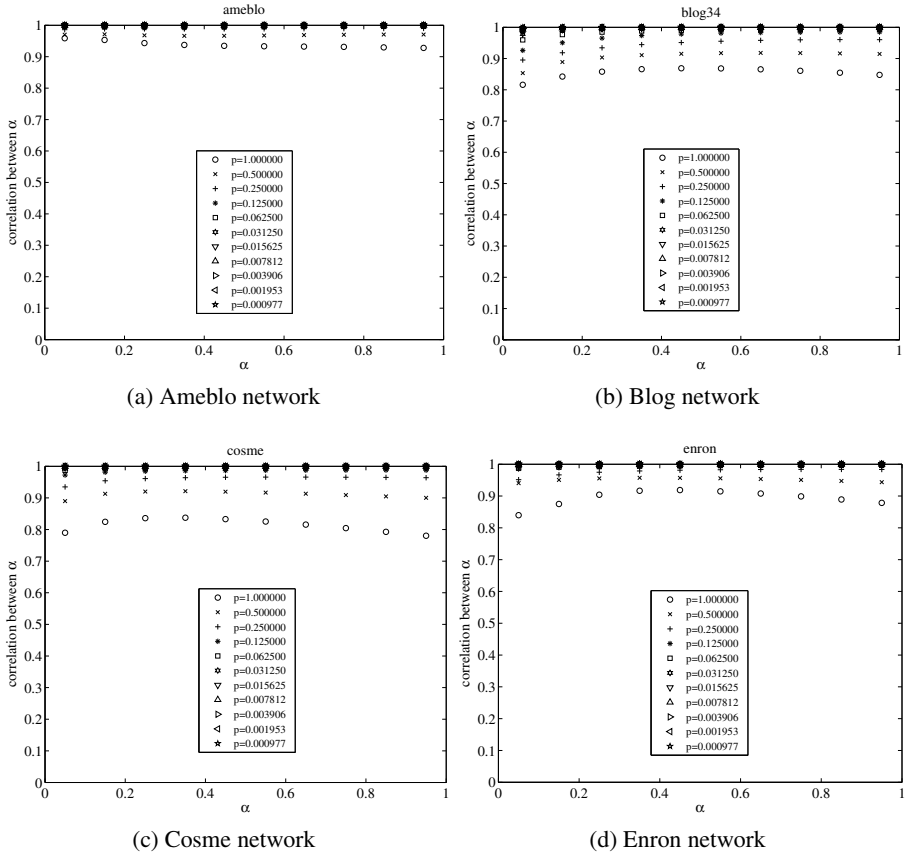 ameblo
1
0.9
0.8
0.7
0.6
0.5
0.4
0.3
0.2
0.1
0
correlation between α
p=1.000000
p=0.500000
p=0.250000
p=0.125000
p=0.062500
p=0.031250
p=0.015625
p=0.007812
p=0.003906
p=0.001953
p=0.000977
0 0.2 0.4 0.6 0.8 1
α
(a) Ameblo network
blog34
1
0.9
0.8
0.7
0.6
0.5
0.4
0.3
0.2
0.1
0
correlation between α
p=1.000000
p=0.500000
p=0.250000
p=0.125000
p=0.062500
p=0.031250
p=0.015625
p=0.007812
p=0.003906
p=0.001953
p=0.000977
0 0.2 0.4 0.6 0.8 1
α
(b) Blog network
cosme
1
0.9
0.8
0.7
0.6
0.5
0.4
0.3
0.2
0.1
0
correlation between α
p=1.000000
p=0.500000
p=0.250000
p=0.125000
p=0.062500
p=0.031250
p=0.015625
p=0.007812
p=0.003906
p=0.001953
p=0.000977
0 0.2 0.4 0.6 0.8 1
α
(c) Cosme network
enron
1
0.9
0.8
0.7
0.6
0.5
0.4
0.3
0.2
0.1
0
correlation between α
p=1.000000
p=0.500000
p=0.250000
p=0.125000
p=0.062500
p=0.031250
p=0.015625
p=0.007812
p=0.003906
p=0.001953
p=0.000977
0 0.2 0.4 0.6 0.8 1
α
(d) Enron network